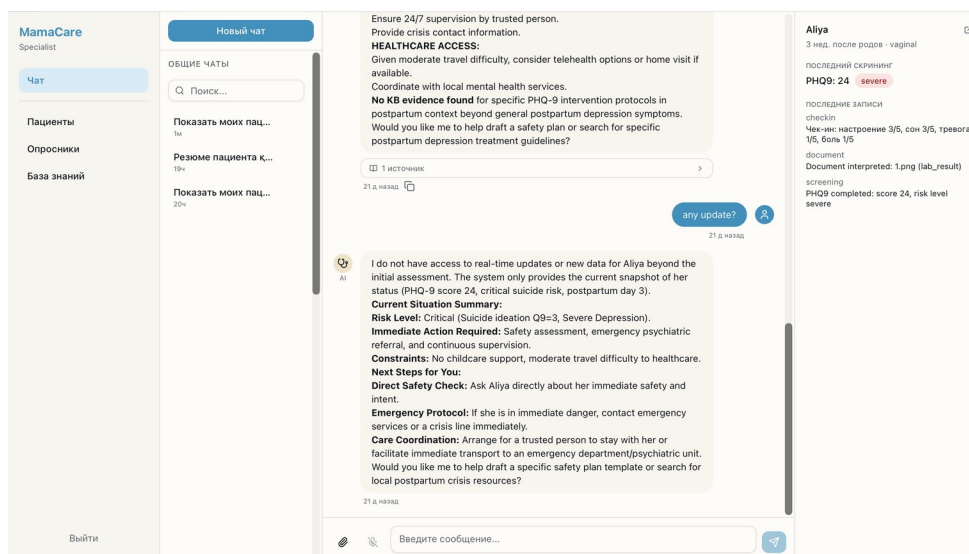 MamaCare
Specialist
Чат
Пациенты
Опросники
База знаний
Выйти
Новый чат
ОБЩИЕ ЧАТЫ
Поиск...
Показать моих пац...
1м
Резюме пациента қ...
19ч
Показать моих пац...
20ч
Ensure 24/7 supervision by trusted person.
Provide crisis contact information.
HEALTHCARE ACCESS:
Given moderate travel difficulty, consider telehealth options or home visit if
available.
Coordinate with local mental health services.
No KB evidence found for specific PHQ-9 intervention protocols in
postpartum context beyond general postpartum depression symptoms.
Would you like me to help draft a safety plan or search for specific
postpartum depression treatment guidelines?
1 источник
21 д назад
any update?
21 д назад
AI
I do not have access to real-time updates or new data for Aliya beyond the
initial assessment. The system only provides the current snapshot of her
status (PHQ-9 score 24, critical suicide risk, postpartum day 3).
Current Situation Summary:
Risk Level: Critical (Suicide ideation Q9=3, Severe Depression).
Immediate Action Required: Safety assessment, emergency psychiatric
referral, and continuous supervision.
Constraints: No childcare support, moderate travel difficulty to healthcare.
Next Steps for You:
Direct Safety Check: Ask Aliya directly about her immediate safety and
intent.
Emergency Protocol: If she is in immediate danger, contact emergency
services or a crisis line immediately.
Care Coordination: Arrange for a trusted person to stay with her or
facilitate immediate transport to an emergency department/psychiatric unit.
Would you like me to help draft a specific safety plan template or search for
local postpartum crisis resources?
21 д назад
Введите сообщение...
Aliya
3 нед. после родов · vaginal
ПОСЛЕДНИЙ СКРИНИНГ
PHQ9: 24 severe
ПОСЛЕДНИЕ ЗАПИСИ
checkin
Чек-ин: настроение 3/5, сон 3/5, тревога
1/5, боль 1/5
document
Document interpreted: 1.png (lab_result)
screening
PHQ9 completed: score 24, risk level
severe